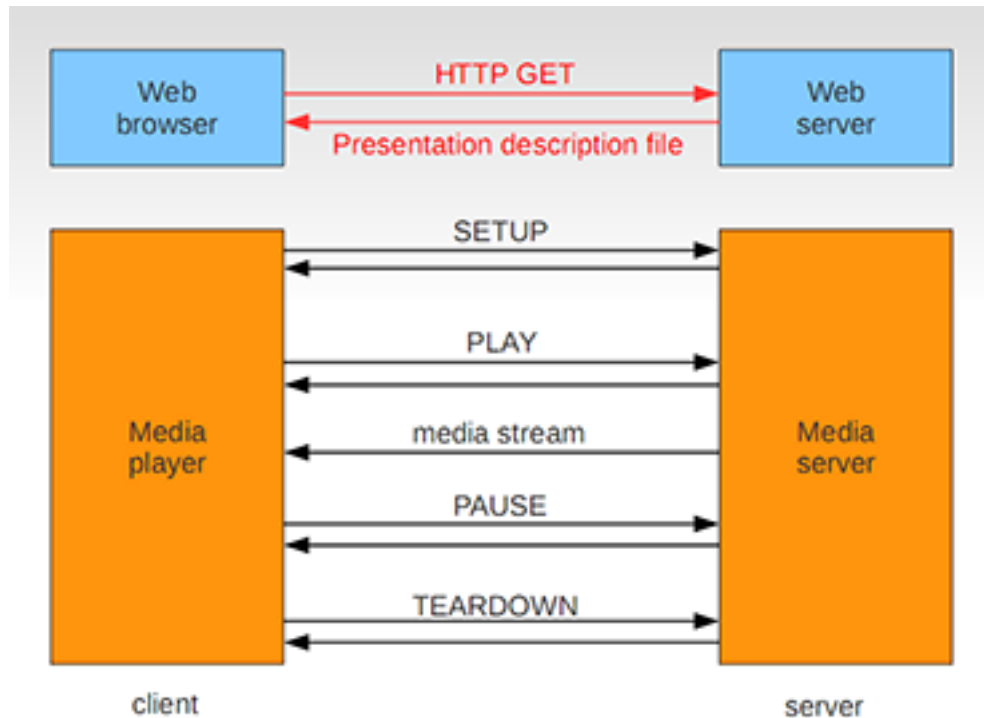 Web
browser
HTTP GET
Presentation description file
Web
server
SETUP
PLAY
Media
player
media stream
Media
server
PAUSE
TEARDOWN
client
server